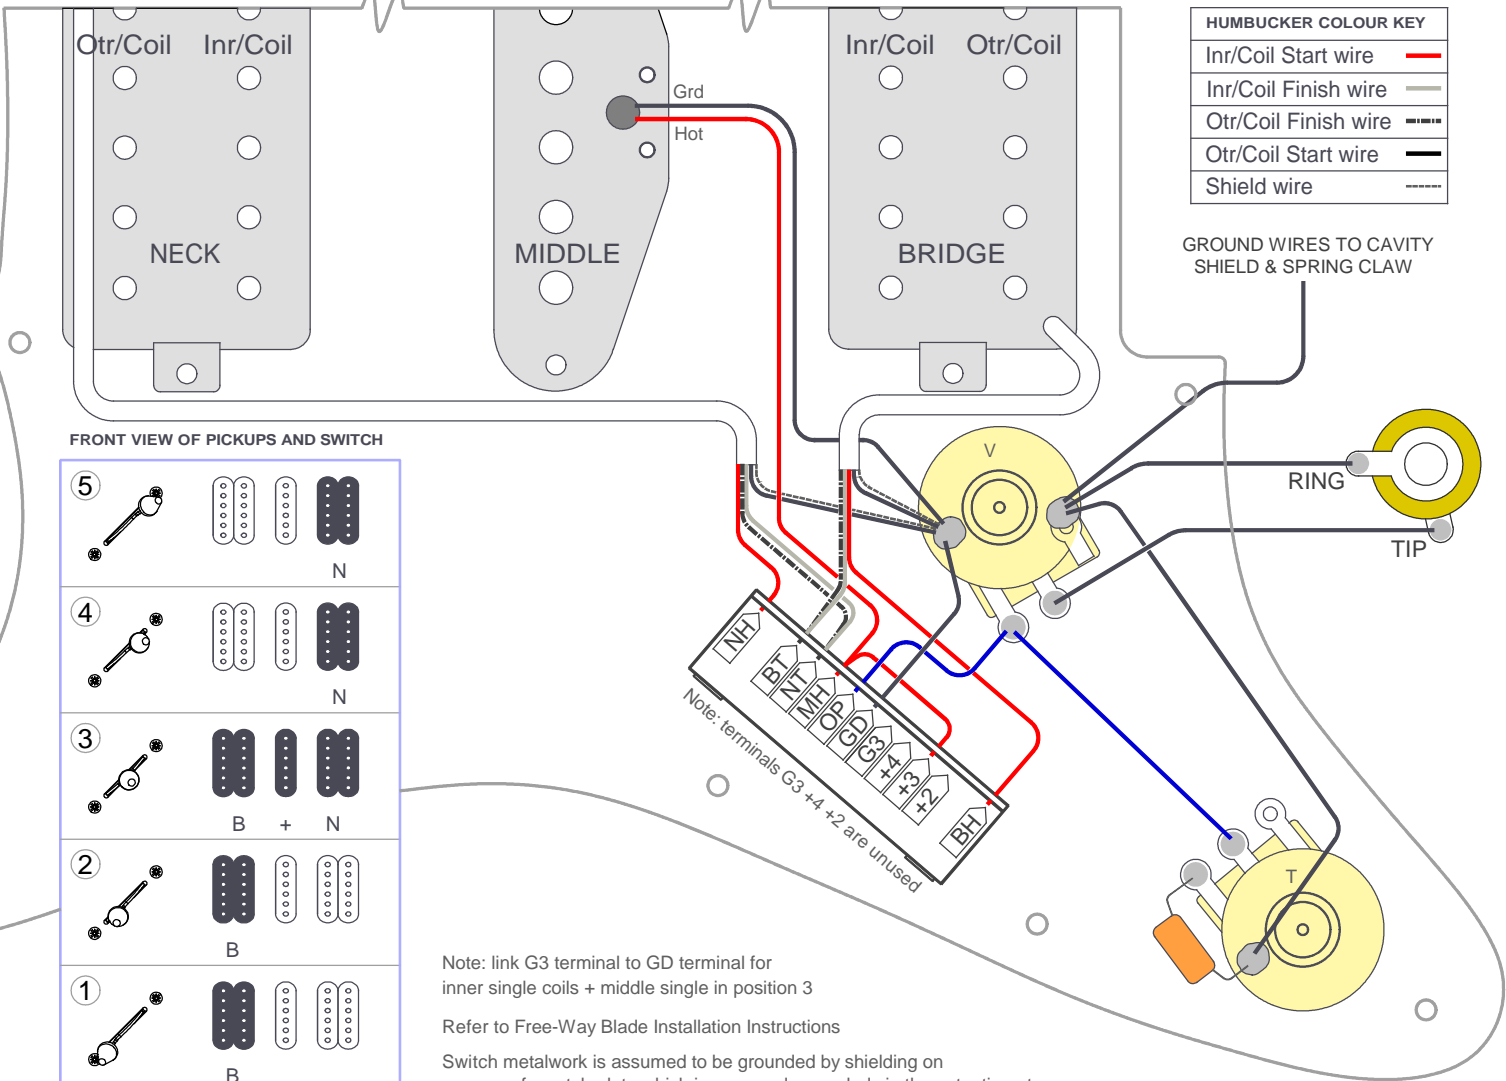 Otr/Coil Inr/Coil
Inr/Coil Otr/Coil
Grd
Hot
NECK
MIDDLE
BRIDGE
HUMBUCKER COLOUR KEY
Inr/Coil Start wire
Inr/Coil Finish wire
Otr/Coil Finish wire
Otr/Coil Start wire
Shield wire
GROUND WIRES TO CAVITY
SHIELD & SPRING CLAW
V
RING
TIP
FRONT VIEW OF PICKUPS AND SWITCH
5
N
4
N
3
B + N
2
B
1
B
NH
BT
NT
MH
OP
GD
G3
+4
+3
+2
BH
Note: terminals G3 +4 +2 are unused
T
Note: link G3 terminal to GD terminal for
inner single coils + middle single in position 3
Refer to Free-Way Blade Installation Instructions
Switch metalwork is assumed to be grounded by shielding on